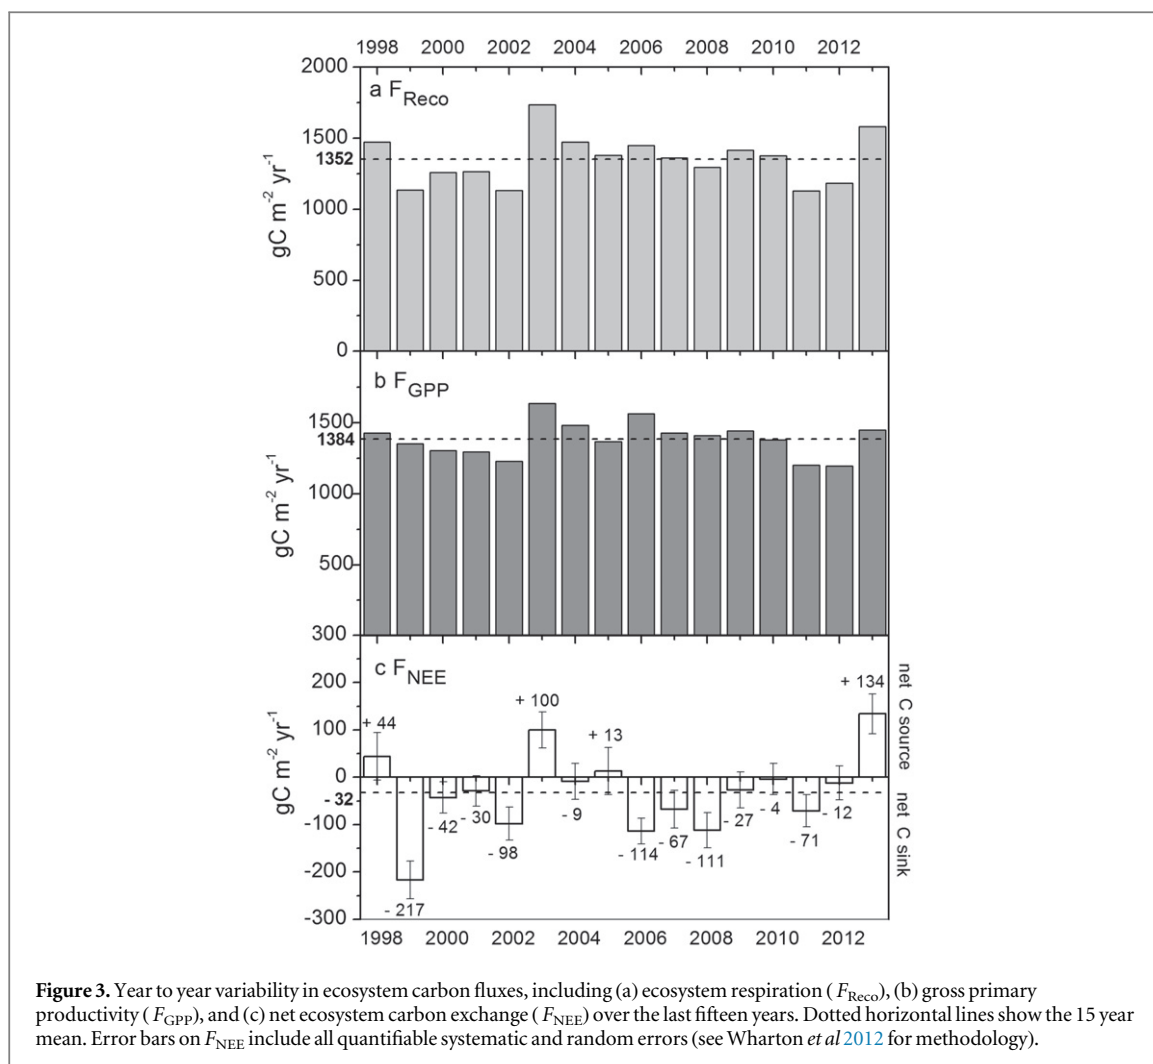 1998 2000 2002 2004 2006 2008 2010 2012
a F_Reco
2000
1500
1352
1000
500
0
gC m⁻² yr⁻¹
b F_GPP
1500
1384
1000
500
300
gC m⁻² yr⁻¹
c F_NEE
200
100
0
- 32
-100
-200
-300
gC m⁻² yr⁻¹
+ 44
- 217
- 42
- 30
- 98
+ 100
- 9
+ 13
- 114
- 67
- 111
- 27
- 4
- 71
- 12
+ 134
net C source
net C sink
1998 2000 2002 2004 2006 2008 2010 2012
Figure 3. Year to year variability in ecosystem carbon fluxes, including (a) ecosystem respiration ( F_Reco), (b) gross primary
productivity ( F_GPP), and (c) net ecosystem carbon exchange ( F_NEE) over the last fifteen years. Dotted horizontal lines show the 15 year
mean. Error bars on F_NEE include all quantifiable systematic and random errors (see Wharton et al 2012 for methodology).